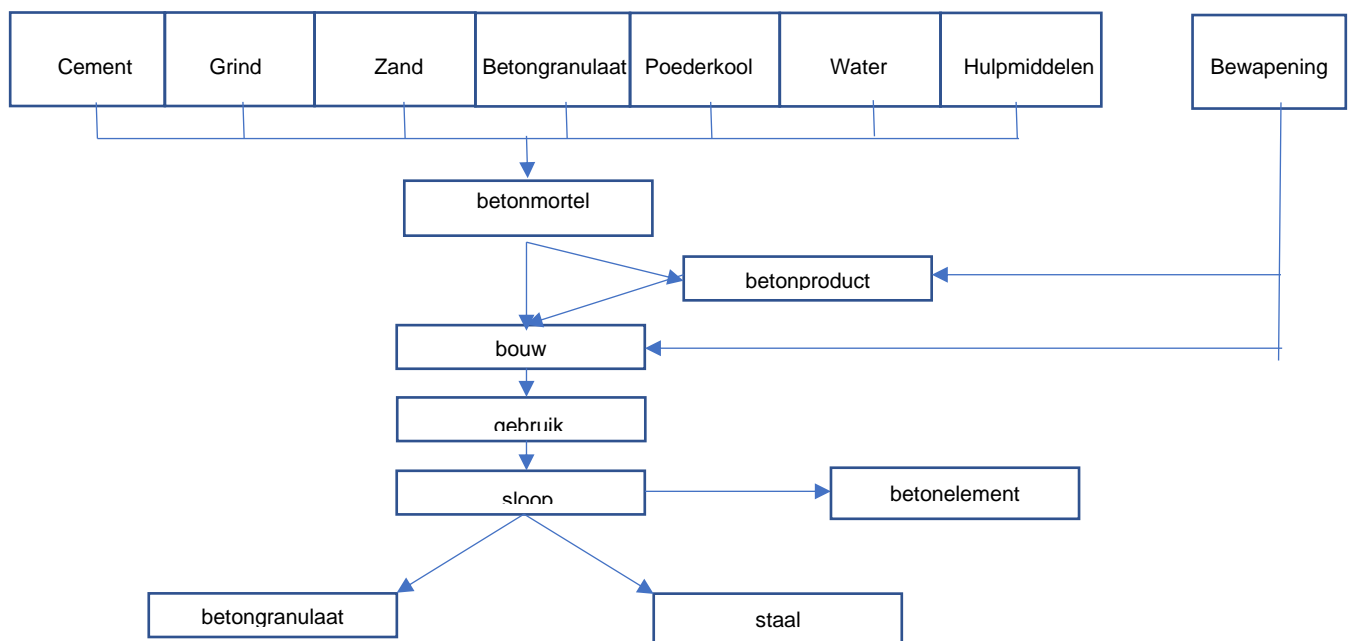 Cement
Grind
Zand
Betongranulaat
Poederkool
Water
Hulpmiddelen
Bewapening
betonmortel
betonproduct
bouw
gebruik
sloop
betonelement
betongranulaat
staal